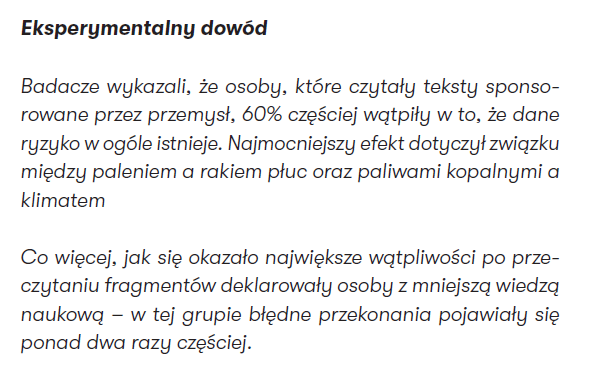 Eksperymentalny dowód
Badacze wykazali, że osoby, które czytały teksty sponso-
rowane przez przemysł, 60% częściej wątpiły w to, że dane
ryzyko w ogóle istnieje. Najmocniejszy efekt dotyczył związku
między paleniem a rakiem płuc oraz paliwami kopalnymi a
klimatem
Co więcej, jak się okazało największe wątpliwości po prze-
czytaniu fragmentów deklarowały osoby z mniejszą wiedzą
naukową – w tej grupie błędne przekonania pojawiały się
ponad dwa razy częściej.